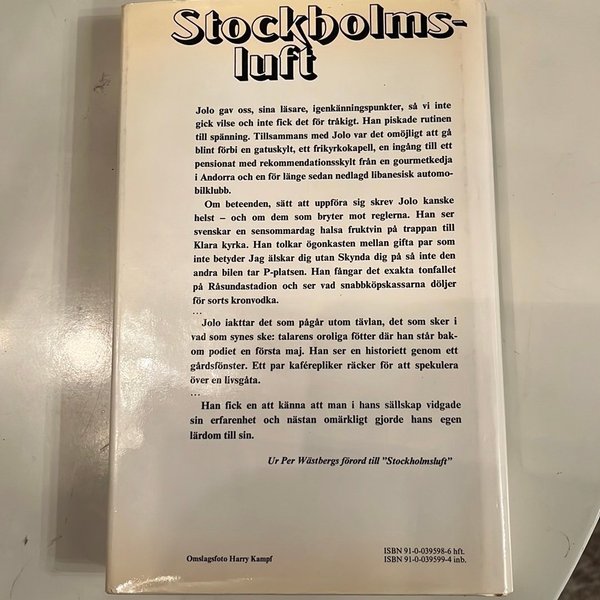 Stockholms-
luft
Jolo gav oss, sina läsare, igenkänningspunkter, så vi inte
gick vilse och inte fick det för tråkigt. Han piskade rutinen
till spänning. Tillsammans med Jolo var det omöjligt att gå
blint förbi en gatuskylt, ett frikyrkokapell, en ingång till ett
pensionat med rekommendationsskylt från en gourmetkedja
i Andorra och en för länge sedan nedlagd libanesisk automo-
bilklubb.
Om beteenden, sätt att uppföra sig skrev Jolo kanske
helst – och om dem som bryter mot reglerna. Han ser
svenskar en sensommardag halsa fruktvin på trappan till
Klara kyrka. Han tolkar ögonkasten mellan gifta par som
inte betyder Jag älskar dig utan Skynda dig på så inte den
andra bilen tar P-platsen. Han fångar det exakta tonfallet
på Råsundastadion och ser vad snabbköpskassarna döljer
för sorts kronvodka.
...
Jolo iakttar det som pågår utom tävlan, det som sker i
vad som synes ske: talarens oroliga fötter där han står bak-
om podiet en första maj. Han ser en historiett genom ett
gårdsfönster. Ett par kaférepliker räcker för att spekulera
över en livsgåta.
...
Han fick en att känna att man i hans sällskap vidgade
sin erfarenhet och nästan omärkligt gjorde hans egen
lärdom till sin.
Ur Per Wästbergs förord till "Stockholmsluft"
Omslagsfoto Harry Kampf
ISBN 91-0-039598-6 hft.
ISBN 91-0-039599-4 inb.